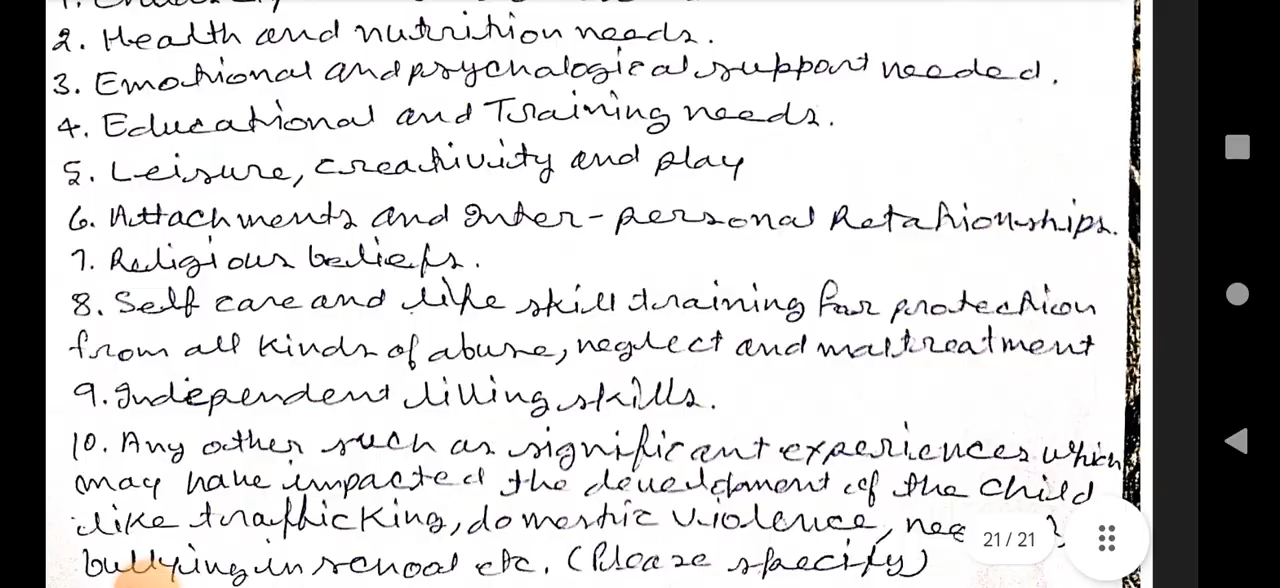 2. Health and nutrition needs.
3. Emotional and psychological support needed.
4. Educational and Training needs.
5. Leisure, creativity and play
6. Attachments and Inter-personal Relationships.
7. Religious beliefs.
8. Self care and life skill training for protection
from all kinds of abuse, neglect and maltreatment
9. Independent living skills.
10. Any other such as significant experiences which
may have impacted the development of the child
like trafficking, domestic violence,
bullying in school etc. (Please specify)
21 / 21